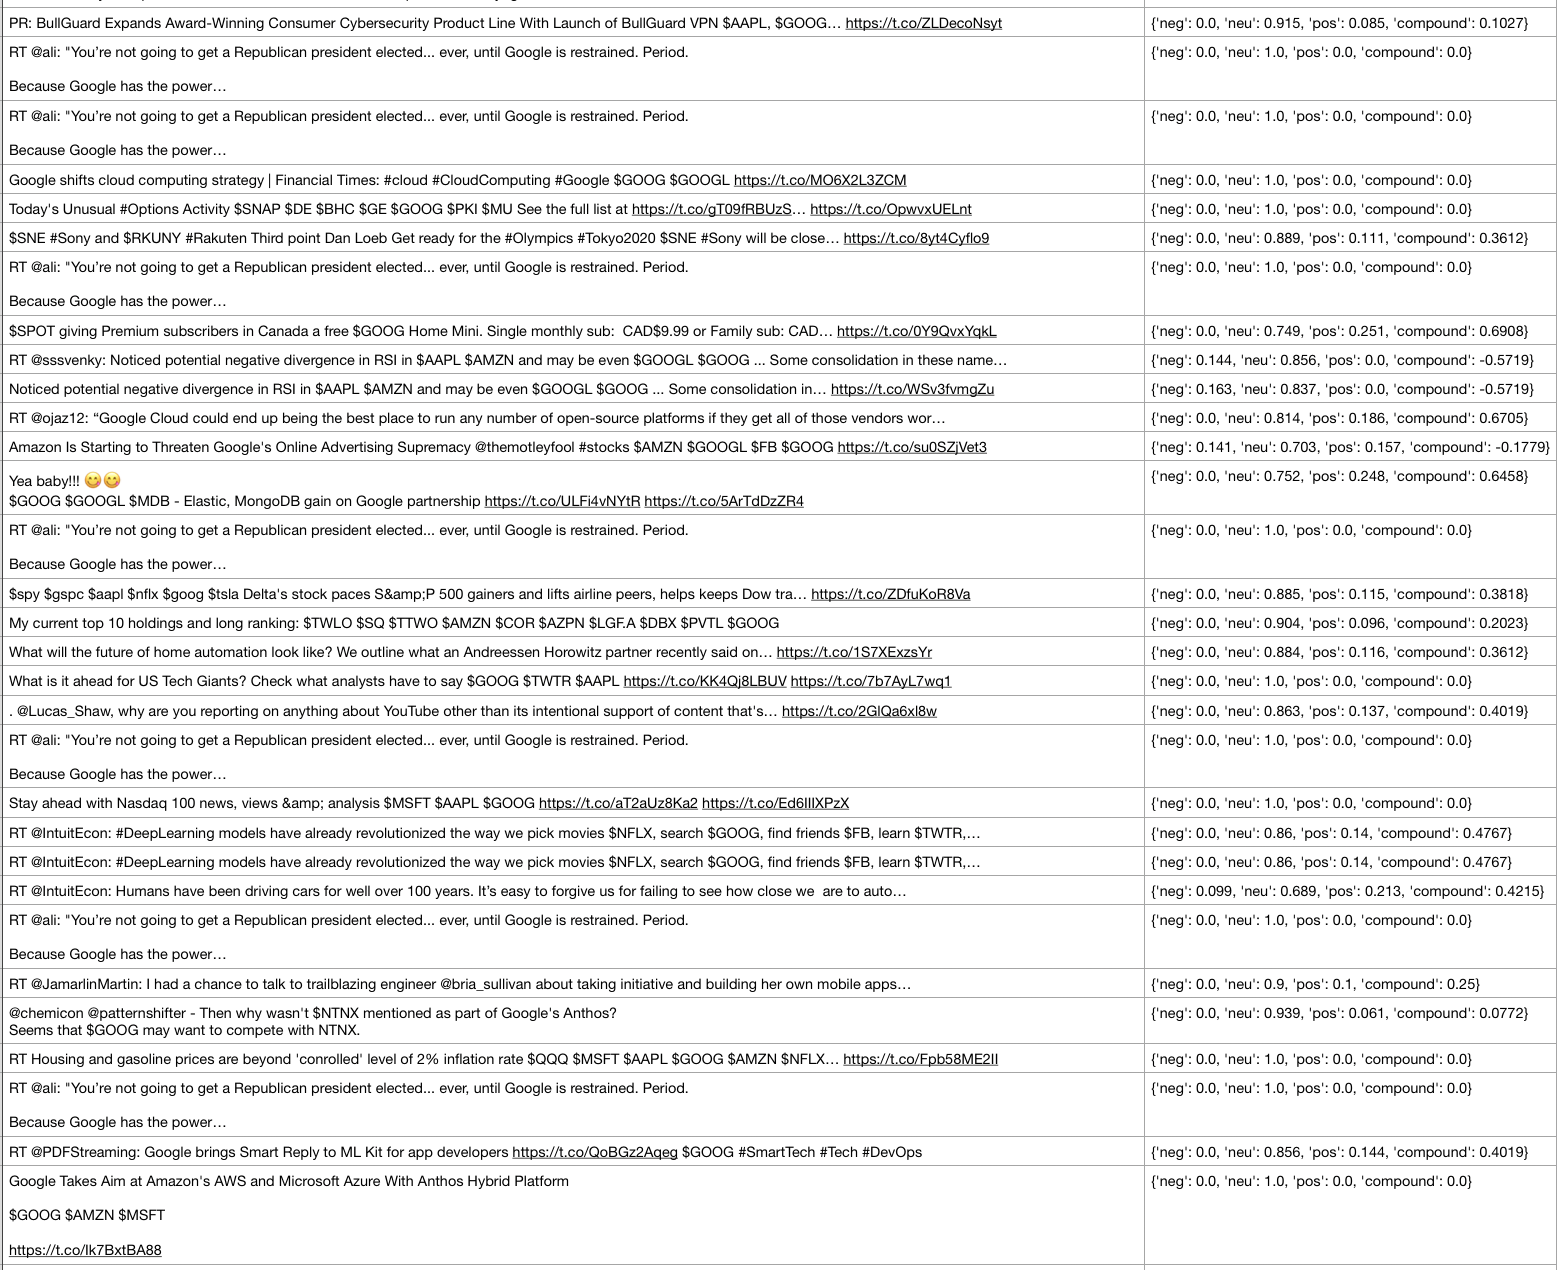 PR: BullGuard Expands Award-Winning Consumer Cybersecurity Product Line With Launch of BullGuard VPN $AAPL, $GOOG… https://t.co/ZLDecoNsyt {'neg': 0.0, 'neu': 0.915, 'pos': 0.085, 'compound': 0.1027}
RT @ali: "You’re not going to get a Republican president elected... ever, until Google is restrained. Period. {'neg': 0.0, 'neu': 1.0, 'pos': 0.0, 'compound': 0.0}
Because Google has the power…
RT @ali: "You’re not going to get a Republican president elected... ever, until Google is restrained. Period. {'neg': 0.0, 'neu': 1.0, 'pos': 0.0, 'compound': 0.0}
Because Google has the power…
Google shifts cloud computing strategy | Financial Times: #cloud #CloudComputing #Google $GOOG $GOOGL https://t.co/MO6X2L3ZCM {'neg': 0.0, 'neu': 1.0, 'pos': 0.0, 'compound': 0.0}
Today's Unusual #Options Activity $SNAP $DE $BHC $GE $GOOG $PKI $MU See the full list at https://t.co/gT09fRBUzS… https://t.co/OpwvxUELnt {'neg': 0.0, 'neu': 1.0, 'pos': 0.0, 'compound': 0.0}
$SNE #Sony and $RKUNY #Rakuten Third point Dan Loeb Get ready for the #Olympics #Tokyo2020 $SNE #Sony will be close… https://t.co/8yt4Cyflo9 {'neg': 0.0, 'neu': 0.889, 'pos': 0.111, 'compound': 0.3612}
RT @ali: "You’re not going to get a Republican president elected... ever, until Google is restrained. Period. {'neg': 0.0, 'neu': 1.0, 'pos': 0.0, 'compound': 0.0}
Because Google has the power…
$SPOT giving Premium subscribers in Canada a free $GOOG Home Mini. Single monthly sub:  CAD$9.99 or Family sub: CAD… https://t.co/0Y9QvxYqkL {'neg': 0.0, 'neu': 0.749, 'pos': 0.251, 'compound': 0.6908}
RT @sssvenky: Noticed potential negative divergence in RSI in $AAPL $AMZN and may be even $GOOGL $GOOG ... Some consolidation in these name… {'neg': 0.144, 'neu': 0.856, 'pos': 0.0, 'compound': -0.5719}
Noticed potential negative divergence in RSI in $AAPL $AMZN and may be even $GOOGL $GOOG ... Some consolidation in… https://t.co/WSv3fvmgZu {'neg': 0.163, 'neu': 0.837, 'pos': 0.0, 'compound': -0.5719}
RT @ojaz12: “Google Cloud could end up being the best place to run any number of open-source platforms if they get all of those vendors wor… {'neg': 0.0, 'neu': 0.814, 'pos': 0.186, 'compound': 0.6705}
Amazon Is Starting to Threaten Google's Online Advertising Supremacy @themotleyfool #stocks $AMZN $GOOGL $FB $GOOG https://t.co/su0SZjVet3 {'neg': 0.141, 'neu': 0.703, 'pos': 0.157, 'compound': -0.1779}
Yea baby!!! 😋😋 {'neg': 0.0, 'neu': 0.752, 'pos': 0.248, 'compound': 0.6458}
$GOOG $GOOGL $MDB - Elastic, MongoDB gain on Google partnership https://t.co/ULFi4vNYtR https://t.co/5ArTdDzZR4
RT @ali: "You’re not going to get a Republican president elected... ever, until Google is restrained. Period. {'neg': 0.0, 'neu': 1.0, 'pos': 0.0, 'compound': 0.0}
Because Google has the power…
$spy $gspc $aapl $nflx $goog $tsla Delta's stock paces S&amp;P 500 gainers and lifts airline peers, helps keeps Dow tra… https://t.co/ZDfuKoR8Va {'neg': 0.0, 'neu': 0.885, 'pos': 0.115, 'compound': 0.3818}
My current top 10 holdings and long ranking: $TWLO $SQ $TTWO $AMZN $COR $AZPN $LGF.A $DBX $PVTL $GOOG {'neg': 0.0, 'neu': 0.904, 'pos': 0.096, 'compound': 0.2023}
What will the future of home automation look like? We outline what an Andreessen Horowitz partner recently said on… https://t.co/1S7XExzsYr {'neg': 0.0, 'neu': 0.884, 'pos': 0.116, 'compound': 0.3612}
What is it ahead for US Tech Giants? Check what analysts have to say $GOOG $TWTR $AAPL https://t.co/KK4Qj8LBUV https://t.co/7b7AyL7wq1 {'neg': 0.0, 'neu': 1.0, 'pos': 0.0, 'compound': 0.0}
. @Lucas_Shaw, why are you reporting on anything about YouTube other than its intentional support of content that's… https://t.co/2GlQa6xl8w {'neg': 0.0, 'neu': 0.863, 'pos': 0.137, 'compound': 0.4019}
RT @ali: "You’re not going to get a Republican president elected... ever, until Google is restrained. Period. {'neg': 0.0, 'neu': 1.0, 'pos': 0.0, 'compound': 0.0}
Because Google has the power…
Stay ahead with Nasdaq 100 news, views &amp; analysis $MSFT $AAPL $GOOG https://t.co/aT2aUz8Ka2 https://t.co/Ed6IIIXPzX {'neg': 0.0, 'neu': 1.0, 'pos': 0.0, 'compound': 0.0}
RT @IntuitEcon: #DeepLearning models have already revolutionized the way we pick movies $NFLX, search $GOOG, find friends $FB, learn $TWTR,… {'neg': 0.0, 'neu': 0.86, 'pos': 0.14, 'compound': 0.4767}
RT @IntuitEcon: #DeepLearning models have already revolutionized the way we pick movies $NFLX, search $GOOG, find friends $FB, learn $TWTR,… {'neg': 0.0, 'neu': 0.86, 'pos': 0.14, 'compound': 0.4767}
RT @IntuitEcon: Humans have been driving cars for well over 100 years. It’s easy to forgive us for failing to see how close we  are to auto… {'neg': 0.099, 'neu': 0.689, 'pos': 0.213, 'compound': 0.4215}
RT @ali: "You’re not going to get a Republican president elected... ever, until Google is restrained. Period. {'neg': 0.0, 'neu': 1.0, 'pos': 0.0, 'compound': 0.0}
Because Google has the power…
RT @JamarlinMartin: I had a chance to talk to trailblazing engineer @bria_sullivan about taking initiative and building her own mobile apps… {'neg': 0.0, 'neu': 0.9, 'pos': 0.1, 'compound': 0.25}
@chemicon @patternshifter - Then why wasn't $NTNX mentioned as part of Google's Anthos? {'neg': 0.0, 'neu': 0.939, 'pos': 0.061, 'compound': 0.0772}
Seems that $GOOG may want to compete with NTNX.
RT Housing and gasoline prices are beyond 'conrolled' level of 2% inflation rate $QQQ $MSFT $AAPL $GOOG $AMZN $NFLX… https://t.co/Fpb58ME2II {'neg': 0.0, 'neu': 1.0, 'pos': 0.0, 'compound': 0.0}
RT @ali: "You’re not going to get a Republican president elected... ever, until Google is restrained. Period. {'neg': 0.0, 'neu': 1.0, 'pos': 0.0, 'compound': 0.0}
Because Google has the power…
RT @PDFStreaming: Google brings Smart Reply to ML Kit for app developers https://t.co/QoBGz2Aqeg $GOOG #SmartTech #Tech #DevOps {'neg': 0.0, 'neu': 0.856, 'pos': 0.144, 'compound': 0.4019}
Google Takes Aim at Amazon's AWS and Microsoft Azure With Anthos Hybrid Platform {'neg': 0.0, 'neu': 1.0, 'pos': 0.0, 'compound': 0.0}
$GOOG $AMZN $MSFT
https://t.co/Ik7BxtBA88